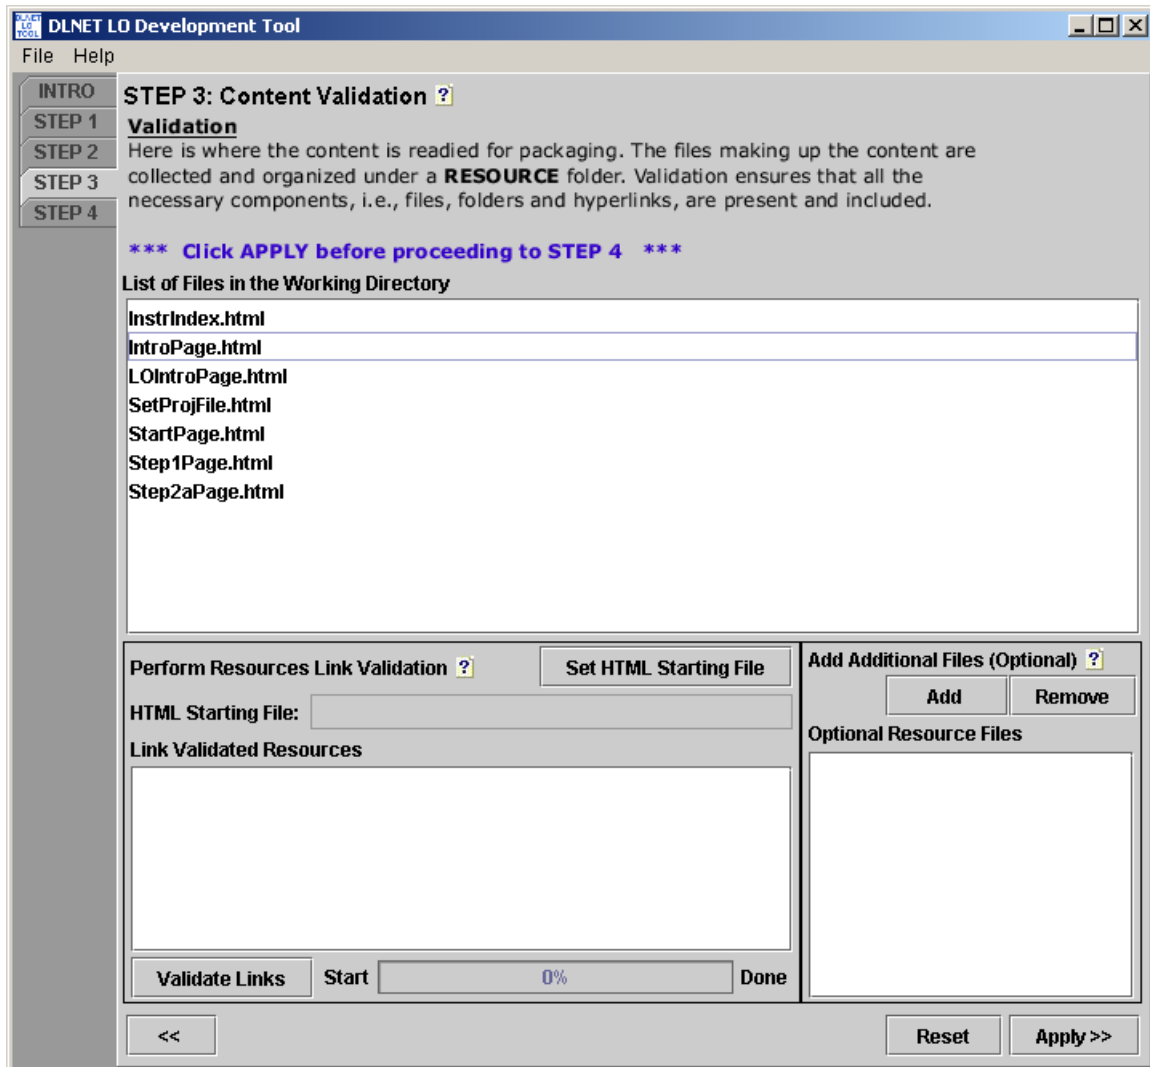 DLNET LO TOOL DLNET LO Development Tool
File Help
INTRO
STEP 1
STEP 2
STEP 3
STEP 4
STEP 3: Content Validation ?
Validation
Here is where the content is readied for packaging. The files making up the content are
collected and organized under a RESOURCE folder. Validation ensures that all the
necessary components, i.e., files, folders and hyperlinks, are present and included.
*** Click APPLY before proceeding to STEP 4 ***
List of Files in the Working Directory
InstrIndex.html
IntroPage.html
LOIntroPage.html
SetProjFile.html
StartPage.html
Step1Page.html
Step2aPage.html
Perform Resources Link Validation ? Set HTML Starting File
HTML Starting File:
Link Validated Resources
Validate Links Start 0% Done
Add Additional Files (Optional) ?
Add Remove
Optional Resource Files
<< Reset Apply >>